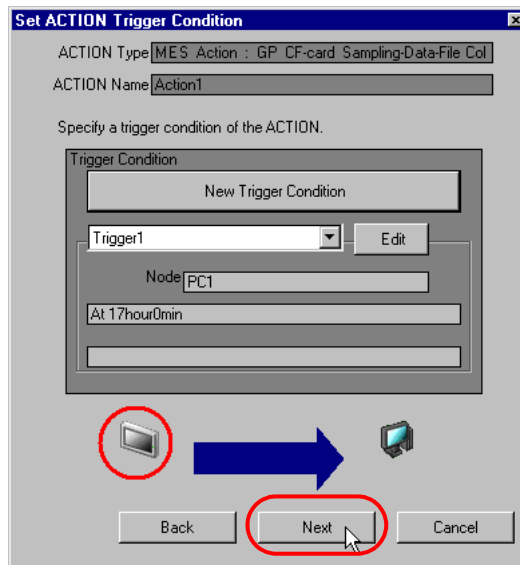 Set ACTION Trigger Condition
ACTION Type MES Action : GP CF-card Sampling-Data-File Col
ACTION Name Action1
Specify a trigger condition of the ACTION.
Trigger Condition
New Trigger Condition
Trigger1 Edit
Node PC1
At 17hour0min
Back Next Cancel